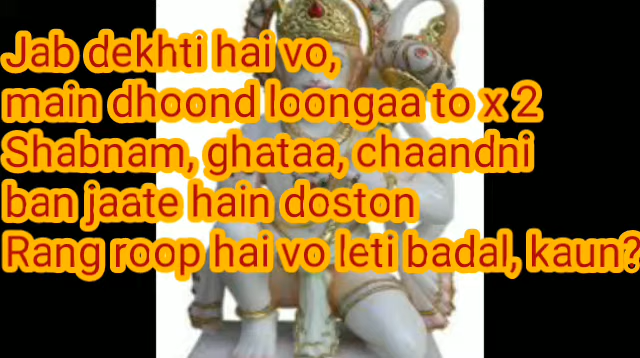 Jab dekhti hai vo,
main dhoond loongaa to x 2
Shabnam, ghataa, chaandni
ban jaate hain doston
Rang roop hai vo leti badal, kaun?